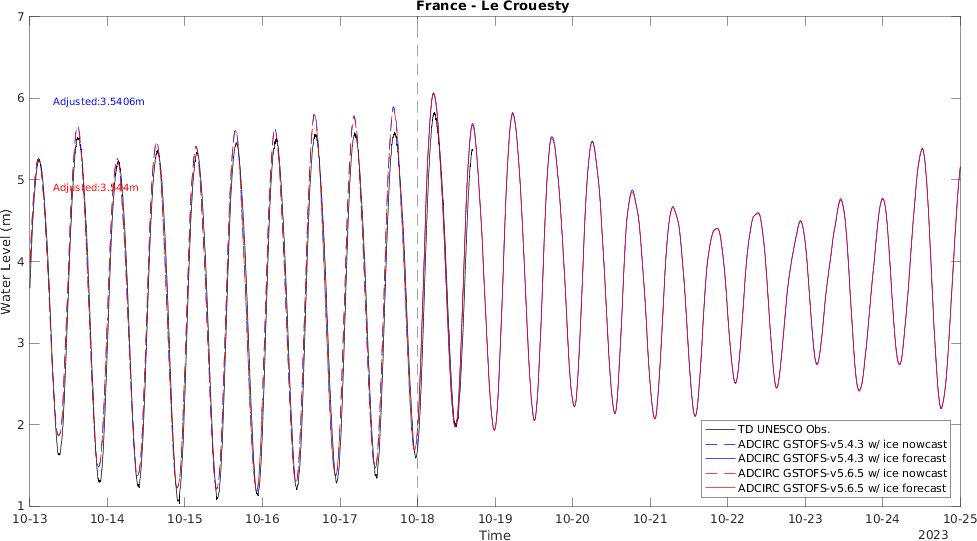 France - Le Crouesty
7
6
5
4
3
2
1
Water Level (m)
Adjusted:3.5406m
Adjusted:3.544m
TD UNESCO Obs.
ADCIRC GSTOFS-v5.4.3 w/ ice nowcast
ADCIRC GSTOFS-v5.4.3 w/ ice forecast
ADCIRC GSTOFS-v5.6.5 w/ ice nowcast
ADCIRC GSTOFS-v5.6.5 w/ ice forecast
10-13 10-14 10-15 10-16 10-17 10-18 10-19 10-20 10-21 10-22 10-23 10-24 10-25
Time
2023